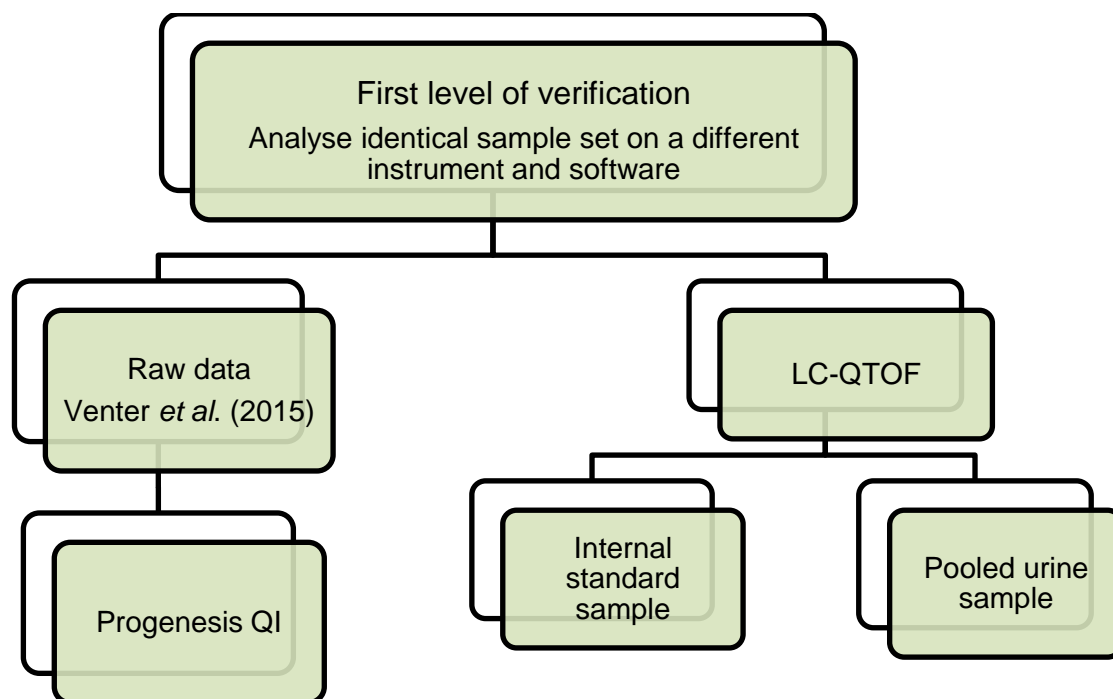 First level of verification
Analyse identical sample set on a different
instrument and software
Raw data
Venter et al. (2015)
LC-QTOF
Progenesis QI
Internal
standard
sample
Pooled urine
sample